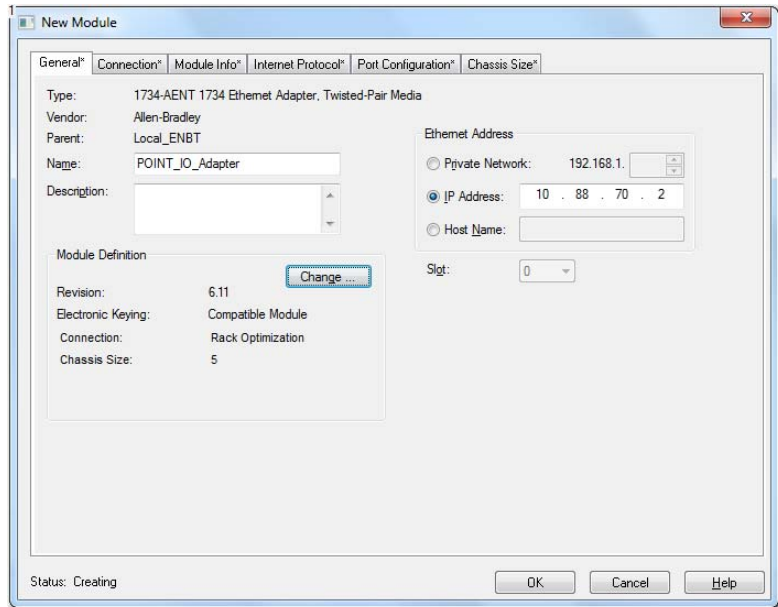 1
New Module
General* Connection* Module Info* Internet Protocol* Port Configuration* Chassis Size*
Type: 1734-AENT 1734 Ethernet Adapter, Twisted-Pair Media
Vendor: Allen-Bradley
Parent: Local_ENBT
Name: POINT_IO_Adapter
Description:
Ethernet Address
Private Network: 192.168.1.
IP Address: 10 . 88 . 70 . 2
Host Name:
Slot: 0
Module Definition
Change ...
Revision: 6.11
Electronic Keying: Compatible Module
Connection: Rack Optimization
Chassis Size: 5
Status: Creating
OK Cancel Help